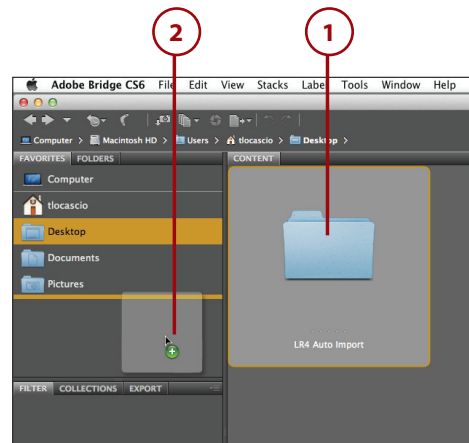 2 1
Adobe Bridge CS6 File Edit View Stacks Label Tools Window Help
Computer > Macintosh HD > Users > tlocascio > Desktop >
FAVORITES FOLDERS CONTENT
Computer
tlocascio
Desktop
Documents
Pictures
LR4 Auto Import
FILTER COLLECTIONS EXPORT